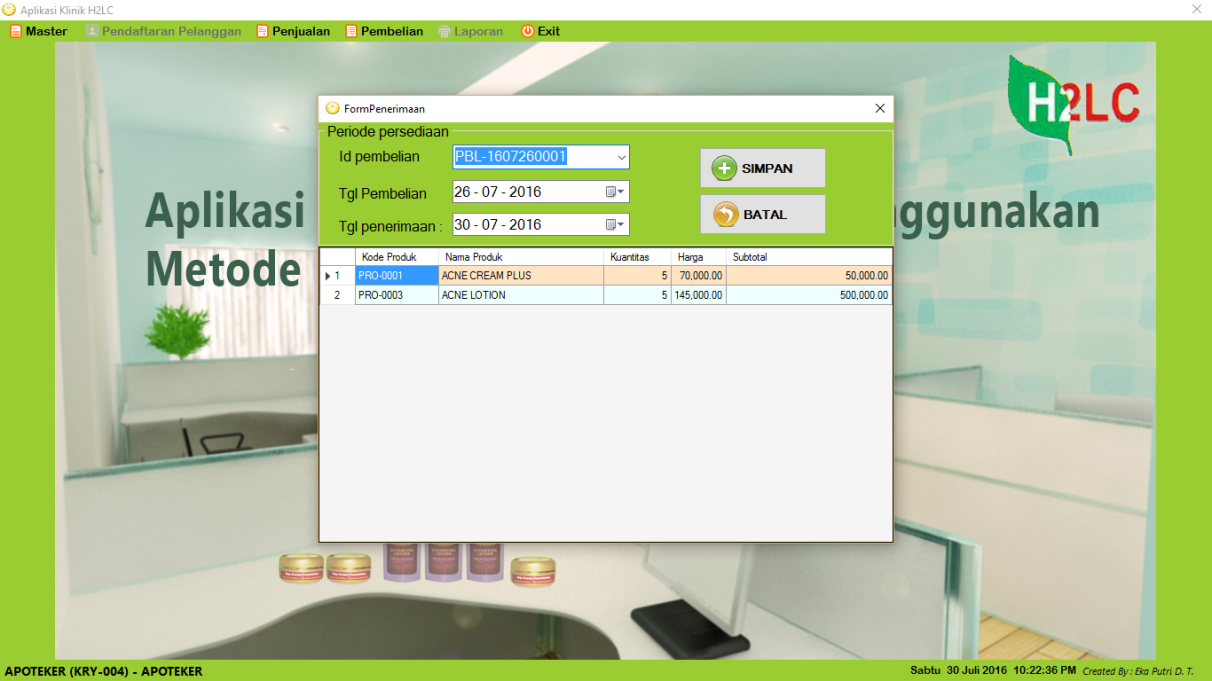 Aplikasi Klinik H2LC
Master Pendaftaran Pelanggan Penjualan Pembelian Laporan Exit
H2LC
Aplikasi nggunakan
Metode
FormPenerimaan
Periode persediaan
Id pembelian PBL-1607260001
Tgl Pembelian 26 - 07 - 2016
Tgl penerimaan : 30 - 07 - 2016
SIMPAN
BATAL
Kode Produk Nama Produk Kuantitas Harga Subtotal
1 PRO-0001 ACNE CREAM PLUS 5 70,000.00 50,000.00
2 PRO-0003 ACNE LOTION 5 145,000.00 500,000.00
APOTEKER (KRY-004) - APOTEKER
Sabtu 30 Juli 2016 10:22:36 PM Created By : Eka Putri D. T.